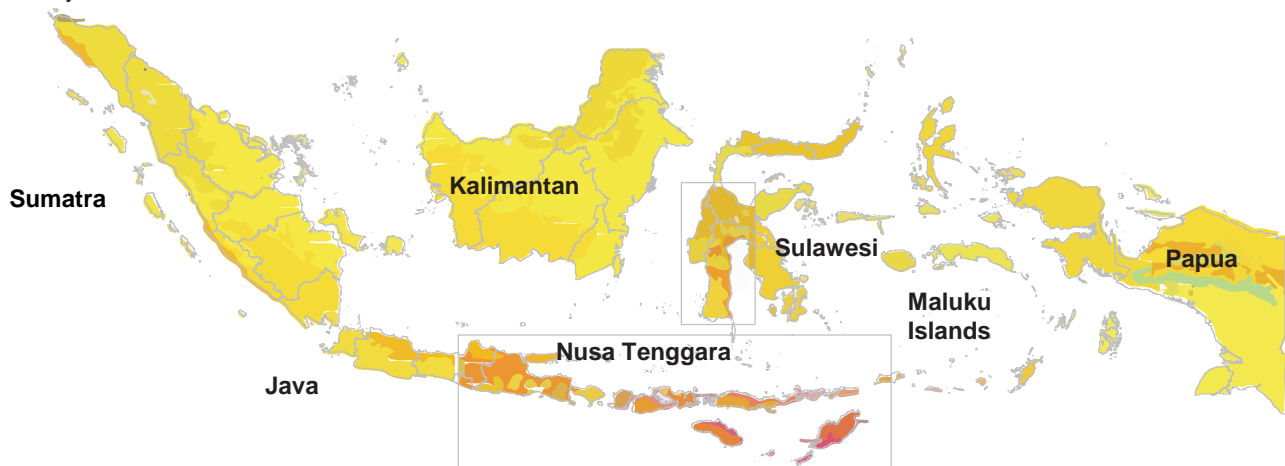 Kalimantan
Sumatra
Sulawesi
Papua
Maluku
Islands
Nusa Tenggara
Java